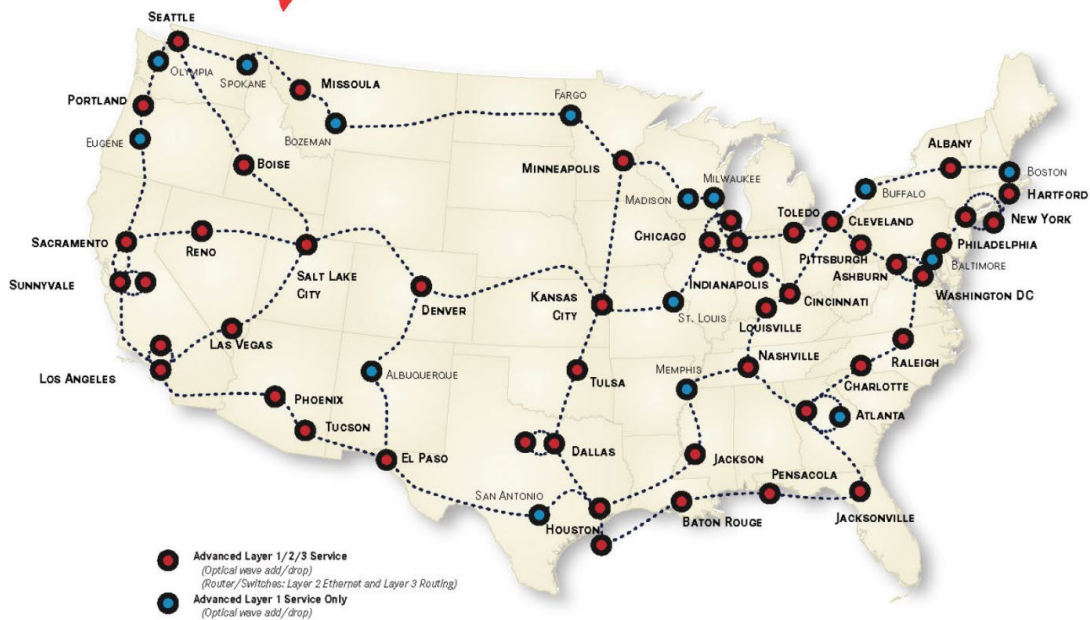 SEATTLE
OLYMPIA
SPOKANE
MISSOULA
PORTLAND
FARGO
BOZEMAN
EUGENE
BOISE
MINNEAPOLIS
ALBANY
MILWAUKEE
BOSTON
MADISON
BUFFALO
HARTFORD
TOLEDO
CLEVELAND
NEW YORK
SACRAMENTO
RENO
CHICAGO
PHILADELPHIA
SALT LAKE
CITY
PITTSBURGH
BALTIMORE
SUNNYVALE
INDIANAPOLIS
ASHBURN
WASHINGTON DC
DENVER
KANSAS
CITY
CINCINNATI
ST. LOUIS
LOUISVILLE
LAS VEGAS
RALEIGH
NASHVILLE
LOS ANGELES
ALBUQUERQUE
TULSA
MEMPHIS
CHARLOTTE
PHOENIX
ATLANTA
TUCSON
DALLAS
EL PASO
JACKSON
PENSACOLA
SAN ANTONIO
HOUSTON
BATON ROUGE
JACKSONVILLE
Advanced Layer 1/2/3 Service
(Optical wave add/drop)
(Router/Switches: Layer 2 Ethernet and Layer 3 Routing)
Advanced Layer 1 Service Only
(Optical wave add/drop)